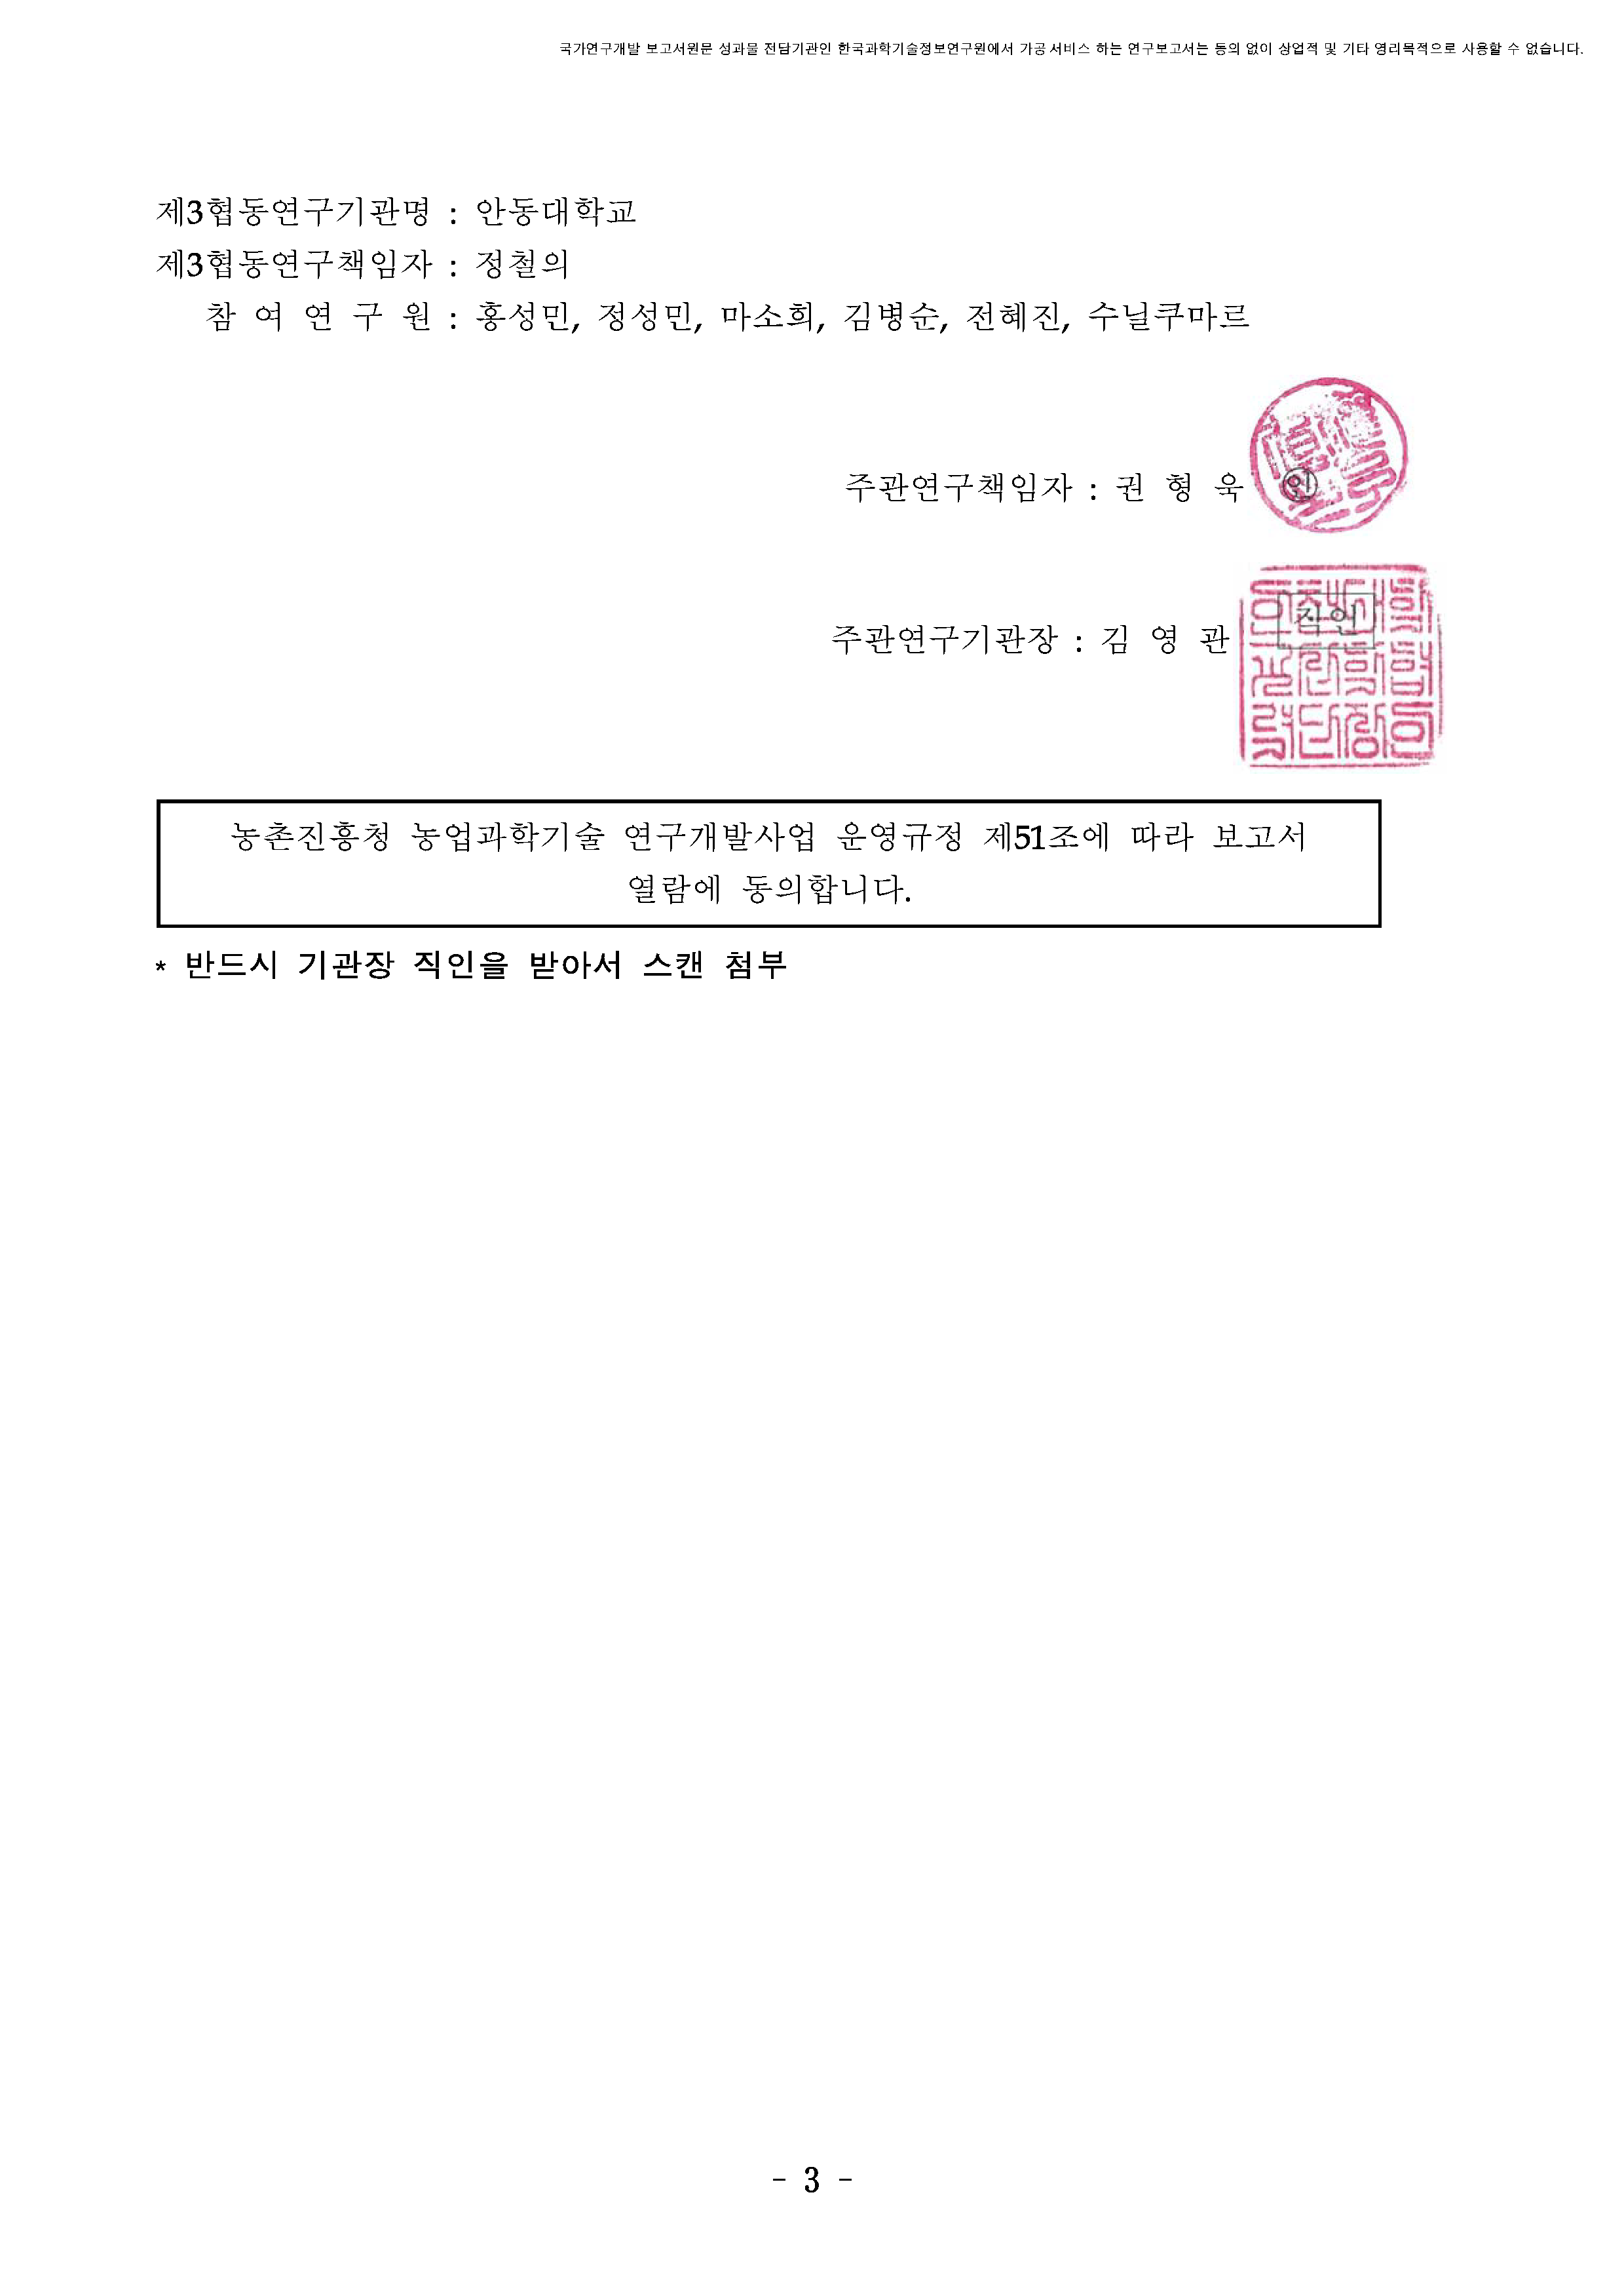 국가연구개발 보고서원문 성과물 전담기관인 한국과학기술정보연구원에서 가공·서비스 하는 연구보고서는 동의 없이 상업적 및 기타 영리목적으로 사용할 수 없습니다.
제3협동연구기관명 : 안동대학교
제3협동연구책임자 : 정철의
참 여 연 구 원 : 홍성민, 정성민, 마소희, 김병순, 전혜진, 수닐쿠마르
주관연구책임자 : 권 형 욱 ㊞
주관연구기관장 : 김 영 관 직인
농촌진흥청 농업과학기술 연구개발사업 운영규정 제51조에 따라 보고서
열람에 동의합니다.
* 반드시 기관장 직인을 받아서 스캔 첨부
- 3 -